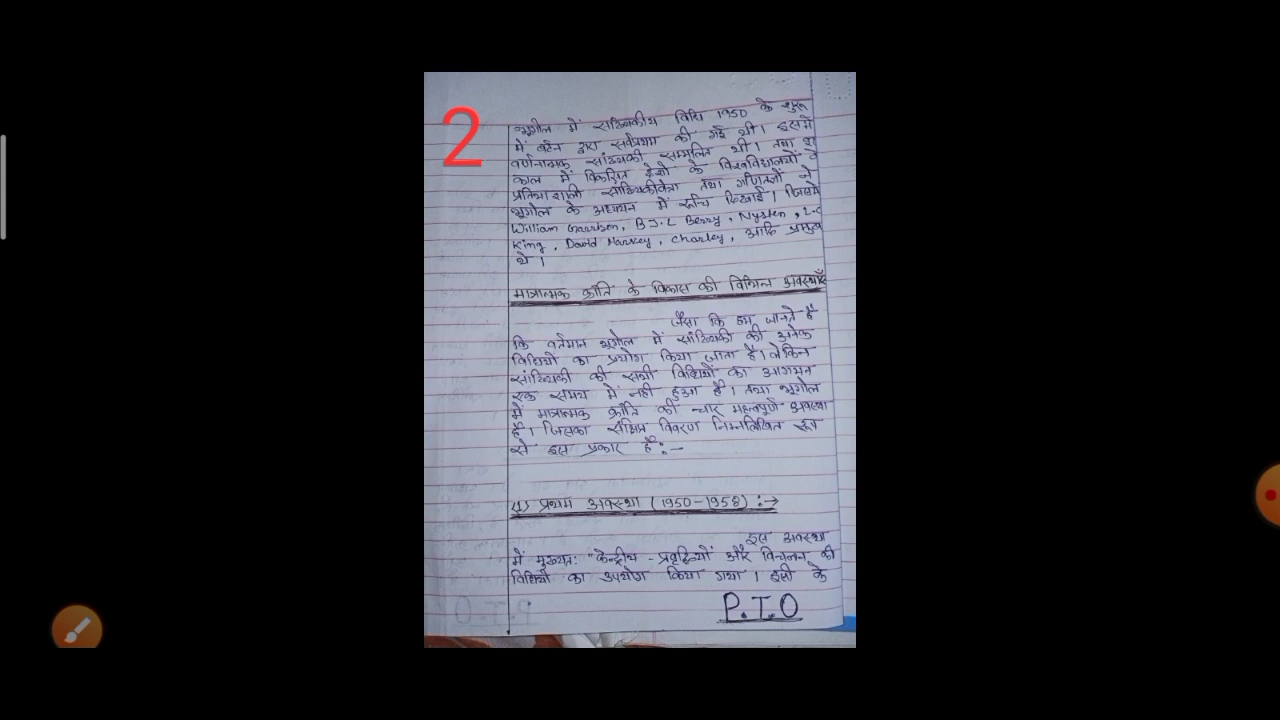 2
भूगोल में सांख्यिकीय विधि 1950 के शुरू
में बर्टन द्वारा सर्वप्रथम की गई थी। इसमें
वर्णनात्मक सांख्यिकी सम्मलित थी। तथा इस
काल में विकसित देशो के विश्वविद्यालयों के
प्रतिभाशाली सांख्यिकीवेत्ता तथा गणितज्ञों ने
भूगोल के अध्ययन में रूचि दिखाई। जिसमें
William Garrison, B.J.L Berry, Nysten, L.C
King, David Harvey, Chorley, आदि प्रमुख
थे।
मात्रात्मक क्रांति के विकास की विभिन्न अवस्थाएँ
जैसा कि हम जानते है
कि वर्तमान भूगोल में सांख्यिकी की अनेक
विधियों का प्रयोग किया जाता है। लेकिन
सांख्यिकी की सभी विधियों का आगमन
एक समय में नही हुआ है। तथा भूगोल
में मात्रात्मक क्रांति की चार महत्वपूर्ण अवस्था
है। जिसका संक्षिप्त विवरण निम्नलिखित रूप
से इस प्रकार है:-
(1) प्रथम अवस्था (1950-1958) :→
इस अवस्था
में मुख्यत: "केन्द्रीय - प्रवृत्तियों और विचलन की
विधियों का उपयोग किया गया। इसी के
P.T.O